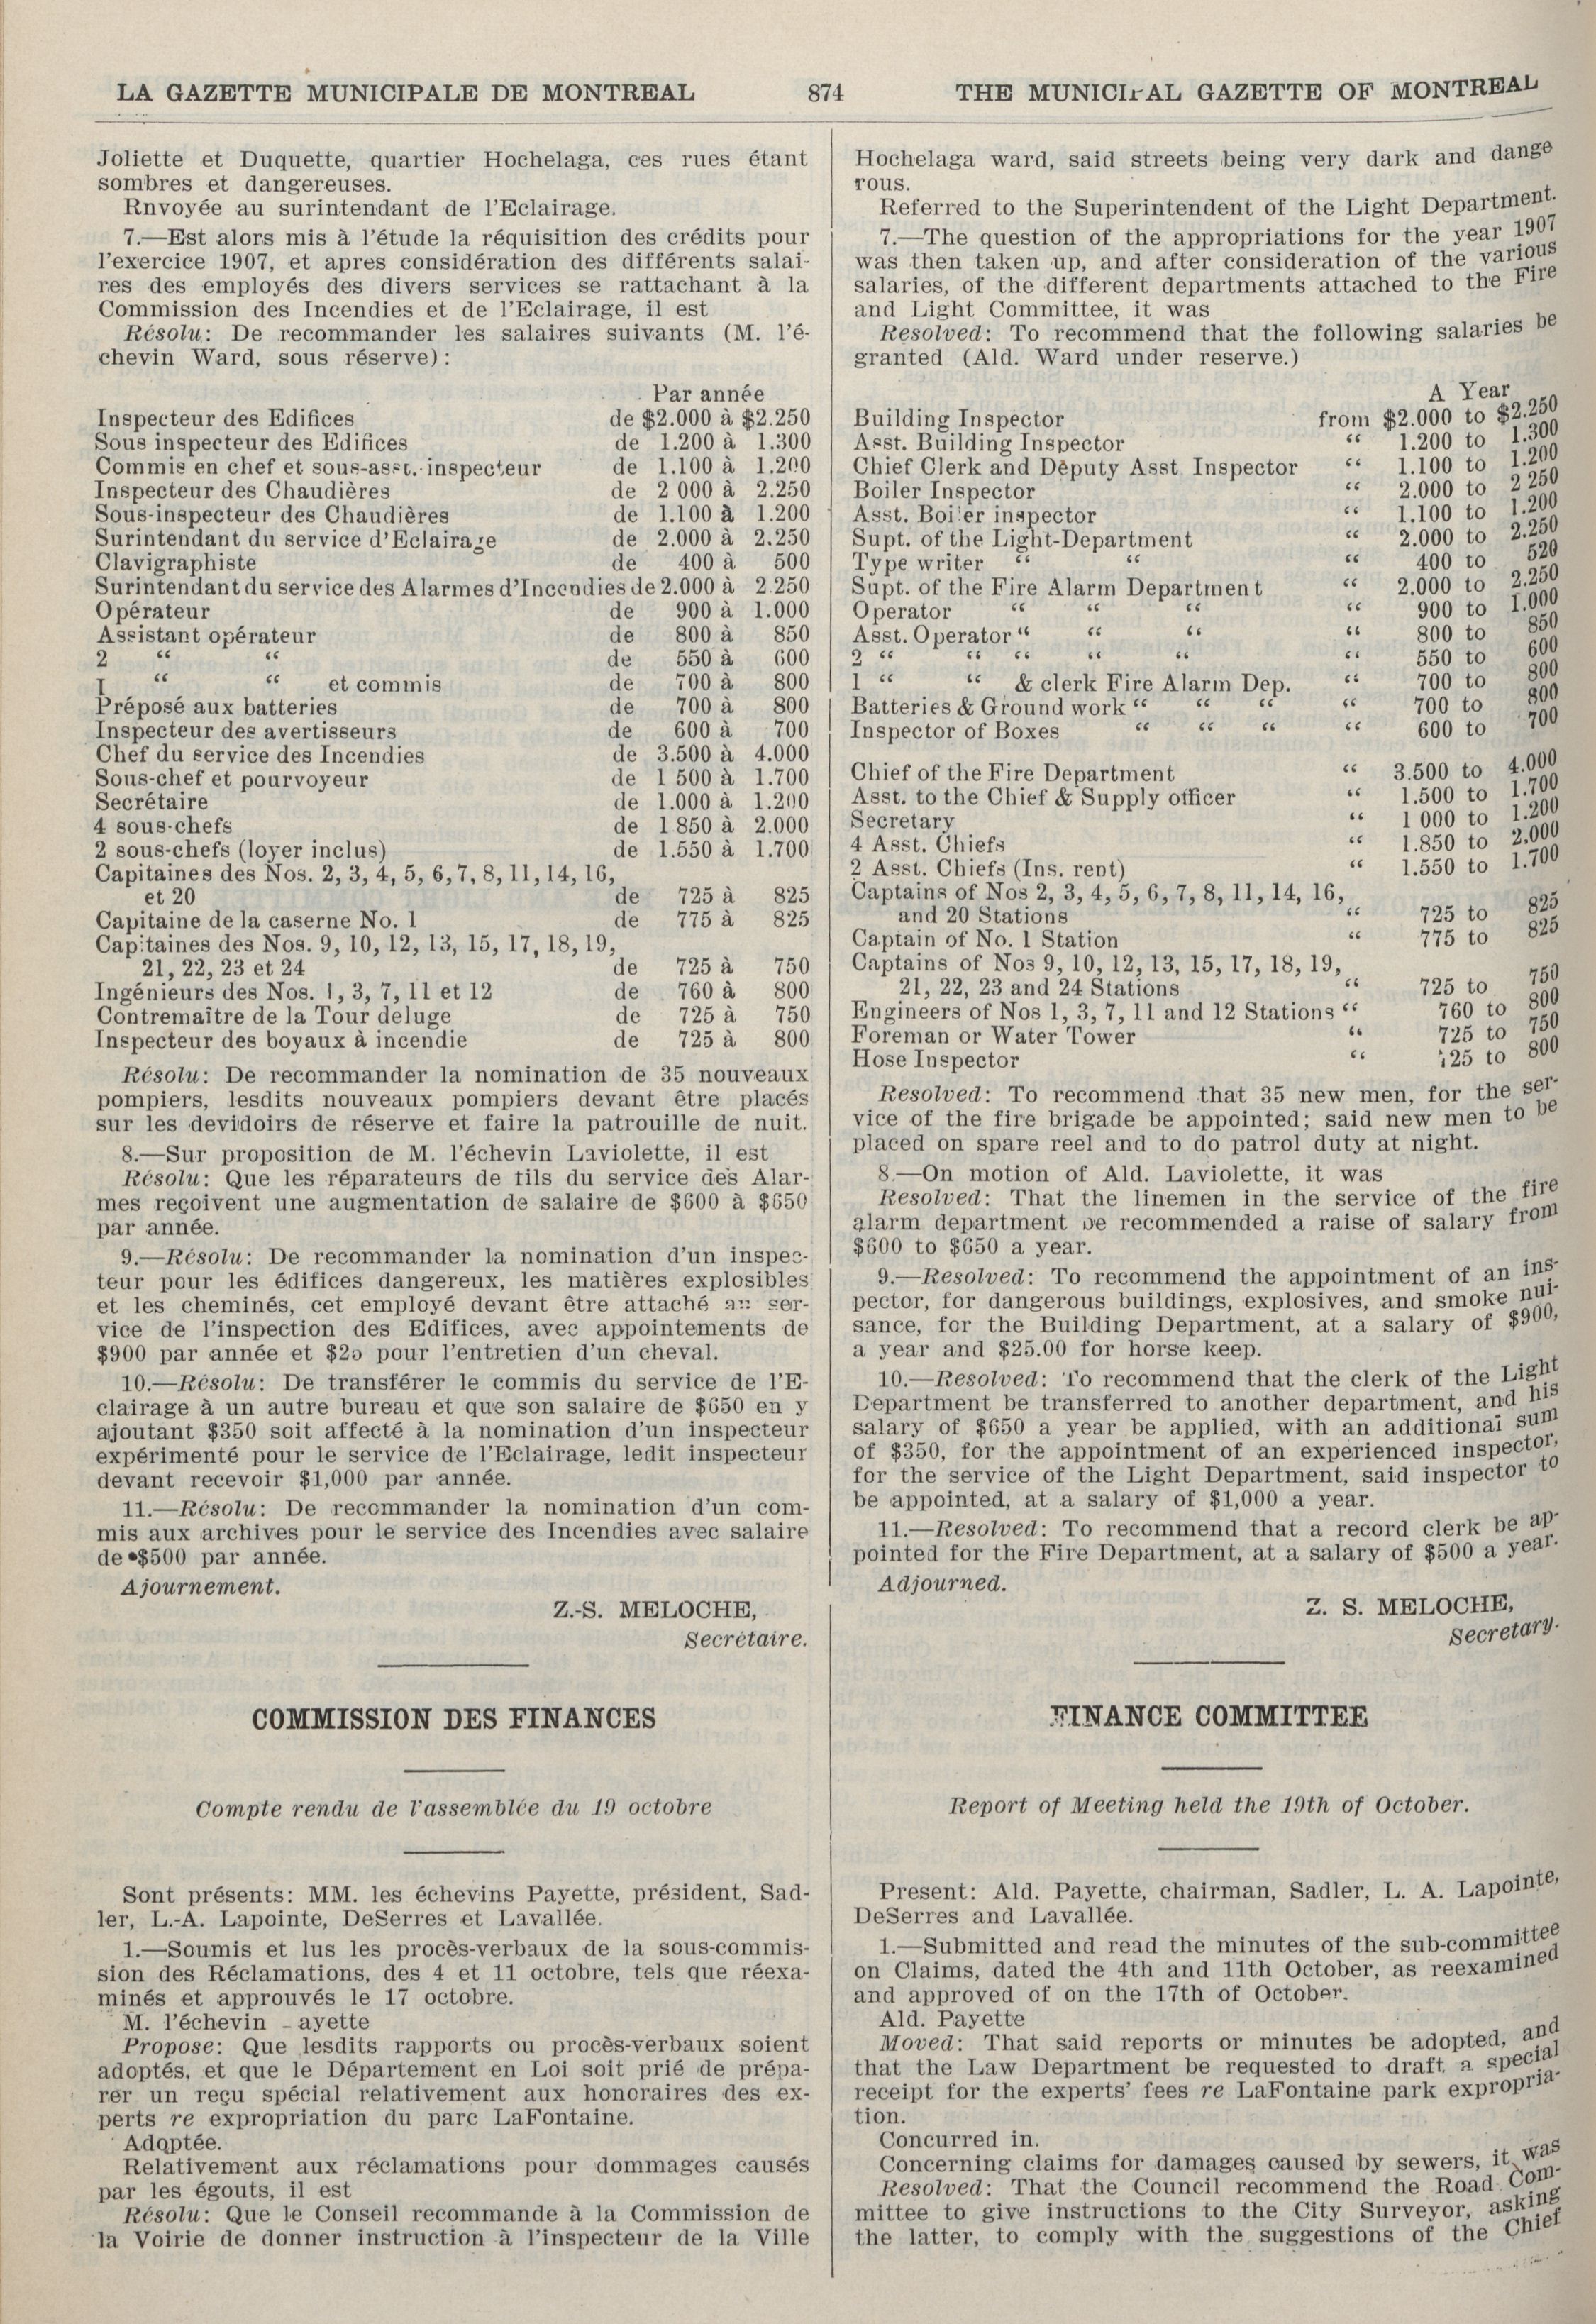 LA GAZETTE MUNICIPALE DE MONTREAL 874 THE MUNICIPAL GAZETTE OF MONTREAL
Joliette et Duquette, quartier Hochelaga, ces rues étant
sombres et dangereuses.
Rnvoyée au surintendant de l'Eclairage.
7.—Est alors mis à l'étude la réquisition des crédits pour
l'exercice 1907, et apres considération des différents salai-
res des employés des divers services se rattachant à la
Commission des Incendies et de l'Eclairage, il est
Résolu: De recommander les salaires suivants (M. l'é-
chevin Ward, sous réserve):
Par année
Inspecteur des Edifices de $2.000 à $2.250
Sous inspecteur des Edifices de 1.200 à 1.300
Commis en chef et sous-asst. inspecteur de 1.100 à 1.200
Inspecteur des Chaudières de 2 000 à 2.250
Sous-inspecteur des Chaudières de 1.100 à 1.200
Surintendant du service d'Eclairage de 2.000 à 2.250
Clavigraphiste de 400 à 500
Surintendant du service des Alarmes d'Incendies de 2.000 à 2.250
Opérateur de 900 à 1.000
Assistant opérateur de 800 à 850
2 “ “ de 550 à 600
1 “ “ et commis de 700 à 800
Préposé aux batteries de 700 à 800
Inspecteur des avertisseurs de 600 à 700
Chef du service des Incendies de 3.500 à 4.000
Sous-chef et pourvoyeur de 1 500 à 1.700
Secrétaire de 1.000 à 1.200
4 sous-chefs de 1 850 à 2.000
2 sous-chefs (loyer inclus) de 1.550 à 1.700
Capitaines des Nos. 2, 3, 4, 5, 6, 7, 8, 11, 14, 16,
et 20 de 725 à 825
Capitaine de la caserne No. 1 de 775 à 825
Capitaines des Nos. 9, 10, 12, 13, 15, 17, 18, 19,
21, 22, 23 et 24 de 725 à 750
Ingénieurs des Nos. 1, 3, 7, 11 et 12 de 760 à 800
Contremaître de la Tour deluge de 725 à 750
Inspecteur des boyaux à incendie de 725 à 800
Résolu: De recommander la nomination de 35 nouveaux
pompiers, lesdits nouveaux pompiers devant être placés
sur les devidoirs de réserve et faire la patrouille de nuit.
8.—Sur proposition de M. l'échevin Laviolette, il est
Résolu: Que les réparateurs de fils du service des Alar-
mes reçoivent une augmentation de salaire de $600 à $650
par année.
9.—Résolu: De recommander la nomination d'un inspec-
teur pour les édifices dangereux, les matières explosibles
et les cheminés, cet employé devant être attaché au ser-
vice de l'inspection des Edifices, avec appointements de
$900 par année et $25 pour l'entretien d'un cheval.
10.—Résolu: De transférer le commis du service de l'E-
clairage à un autre bureau et que son salaire de $650 en y
ajoutant $350 soit affecté à la nomination d'un inspecteur
expérimenté pour le service de l'Eclairage, ledit inspecteur
devant recevoir $1,000 par année.
11.—Résolu: De recommander la nomination d'un com-
mis aux archives pour le service des Incendies avec salaire
de $500 par année.
Ajournement.
Z.-S. MELOCHE,
Secrétaire.
COMMISSION DES FINANCES
Compte rendu de l'assemblée du 19 octobre
Sont présents: MM. les échevins Payette, président, Sad-
ler, L.-A. Lapointe, DeSerres et Lavallée.
1.—Soumis et lus les procès-verbaux de la sous-commis-
sion des Réclamations, des 4 et 11 octobre, tels que réexa-
minés et approuvés le 17 octobre.
M. l'échevin ayette
Propose: Que lesdits rapports ou procès-verbaux soient
adoptés, et que le Département en Loi soit prié de prépa-
rer un reçu spécial relativement aux honoraires des ex-
perts re expropriation du parc LaFontaine.
Adoptée.
Relativement aux réclamations pour dommages causés
par les égouts, il est
Résolu: Que le Conseil recommande à la Commission de
la Voirie de donner instruction à l'inspecteur de la Ville
Hochelaga ward, said streets being very dark and dange
rous.
Referred to the Superintendent of the Light Department.
7.—The question of the appropriations for the year 1907
was then taken up, and after consideration of the various
salaries, of the different departments attached to the Fire
and Light Committee, it was
Resolved: To recommend that the following salaries be
granted (Ald. Ward under reserve.)
A Year
Building Inspector from $2.000 to $2.250
Asst. Building Inspector “ 1.200 to 1.300
Chief Clerk and Deputy Asst Inspector “ 1.100 to 1.200
Boiler Inspector “ 2.000 to 2 250
Asst. Boiler inspector “ 1.100 to 1.200
Supt. of the Light-Department “ 2.000 to 2.250
Type writer “ “ “ 400 to 520
Supt. of the Fire Alarm Department “ 2.000 to 2.250
Operator “ “ “ “ 900 to 1.000
Asst. Operator “ “ “ “ 800 to 850
2 “ “ “ “ “ “ 550 to 600
1 “ “ & clerk Fire Alarm Dep. “ 700 to 800
Batteries & Ground work “ “ “ “ 700 to 800
Inspector of Boxes “ “ “ “ 600 to 700
Chief of the Fire Department “ 3.500 to 4.000
Asst. to the Chief & Supply officer “ 1.500 to 1.700
Secretary “ 1 000 to 1.200
4 Asst. Chiefs “ 1.850 to 2,000
2 Asst. Chiefs (Ins. rent) “ 1.550 to 1.700
Captains of Nos 2, 3, 4, 5, 6, 7, 8, 11, 14, 16,
and 20 Stations “ 725 to 825
Captain of No. 1 Station “ 775 to 825
Captains of Nos 9, 10, 12, 13, 15, 17, 18, 19,
21, 22, 23 and 24 Stations “ 725 to 750
Engineers of Nos 1, 3, 7, 11 and 12 Stations “ 760 to 800
Foreman or Water Tower “ 725 to 750
Hose Inspector “ 725 to 800
Resolved: To recommend that 35 new men, for the ser-
vice of the fire brigade be appointed; said new men to be
placed on spare reel and to do patrol duty at night.
8.—On motion of Ald. Laviolette, it was
Resolved: That the linemen in the service of the fire
alarm department be recommended a raise of salary from
$600 to $650 a year.
9.—Resolved: To recommend the appointment of an ins-
pector, for dangerous buildings, explosives, and smoke nui-
sance, for the Building Department, at a salary of $900,
a year and $25.00 for horse keep.
10.—Resolved: To recommend that the clerk of the Light
Department be transferred to another department, and his
salary of $650 a year be applied, with an additional sum
of $350, for the appointment of an experienced inspector,
for the service of the Light Department, said inspector to
be appointed, at a salary of $1,000 a year.
11.—Resolved: To recommend that a record clerk be ap-
pointed for the Fire Department, at a salary of $500 a year.
Adjourned.
Z. S. MELOCHE,
Secretary.
FINANCE COMMITTEE
Report of Meeting held the 19th of October.
Present: Ald. Payette, chairman, Sadler, L. A. Lapointe,
DeSerres and Lavallée.
1.—Submitted and read the minutes of the sub-committee
on Claims, dated the 4th and 11th October, as reexamined
and approved of on the 17th of October.
Ald. Payette
Moved: That said reports or minutes be adopted, and
that the Law Department be requested to draft a special
receipt for the experts' fees re LaFontaine park expropria-
tion.
Concurred in.
Concerning claims for damages caused by sewers, it was
Resolved: That the Council recommend the Road Com-
mittee to give instructions to the City Surveyor, asking
the latter, to comply with the suggestions of the Chief